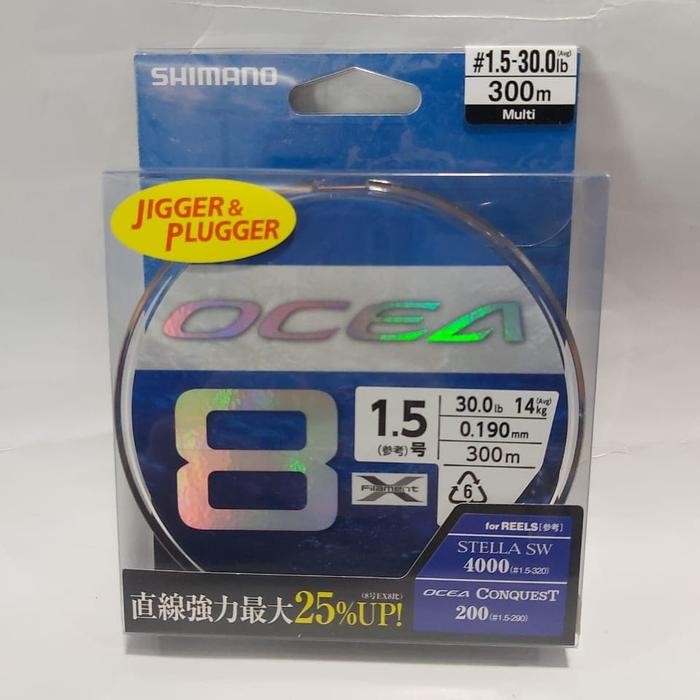 SHIMANO
#1.5-30.0lb (Avg)
300m
Multi
JIGGER &
PLUGGER
OCEA
8
1.5
(参考)号
30.0lb 14kg (Avg)
0.190mm
300m
X
Filament
6
for REELS[参考]
STELLA SW
4000(#1.5-320)
OCEA CONQUEST
200(#1.5-290)
(8号EX8比)
直線強力最大25%UP!